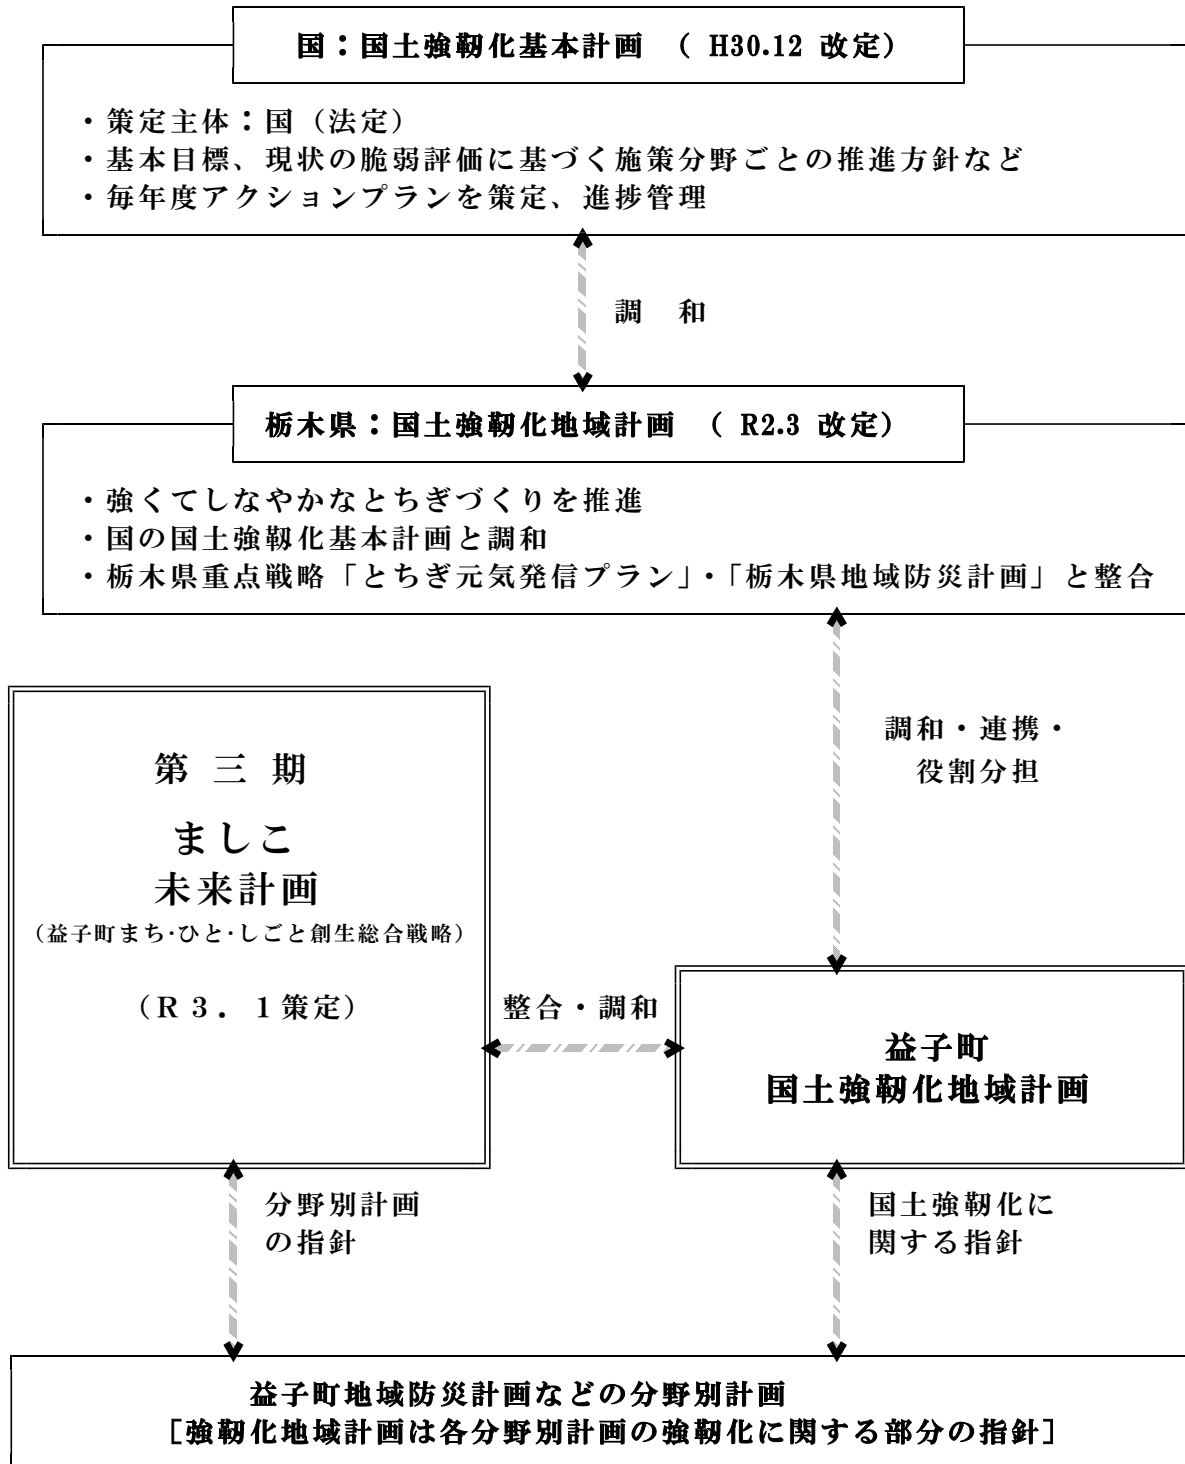 国：国土強靱化基本計画 （ H30.12 改定）
・策定主体：国（法定）
・基本目標、現状の脆弱評価に基づく施策分野ごとの推進方針など
・毎年度アクションプランを策定、進捗管理
調　和
栃木県：国土強靱化地域計画 （ R2.3 改定）
・強くてしなやかなとちぎづくりを推進
・国の国土強靱化基本計画と調和
・栃木県重点戦略「とちぎ元気発信プラン」・「栃木県地域防災計画」と整合
調和・連携・
役割分担
第 三 期
ましこ
未来計画
（益子町まち・ひと・しごと創生総合戦略）
（Ｒ３．１策定）
整合・調和
益子町
国土強靱化地域計画
分野別計画
の指針
国土強靱化に
関する指針
益子町地域防災計画などの分野別計画
［強靱化地域計画は各分野別計画の強靱化に関する部分の指針］